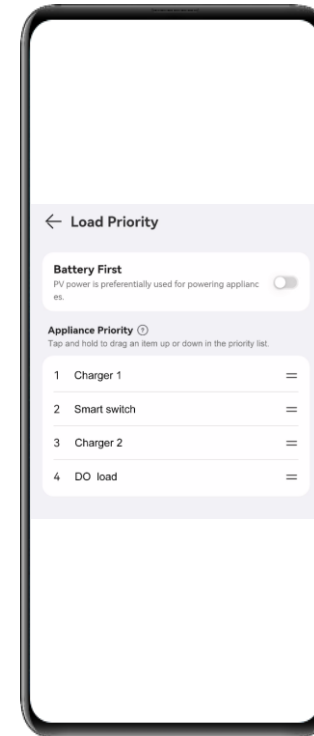 ← Load Priority
Battery First
PV power is preferentially used for powering applianc
es.
Appliance Priority ?
Tap and hold to drag an item up or down in the priority list.
1 Charger 1
2 Smart switch
3 Charger 2
4 DO load